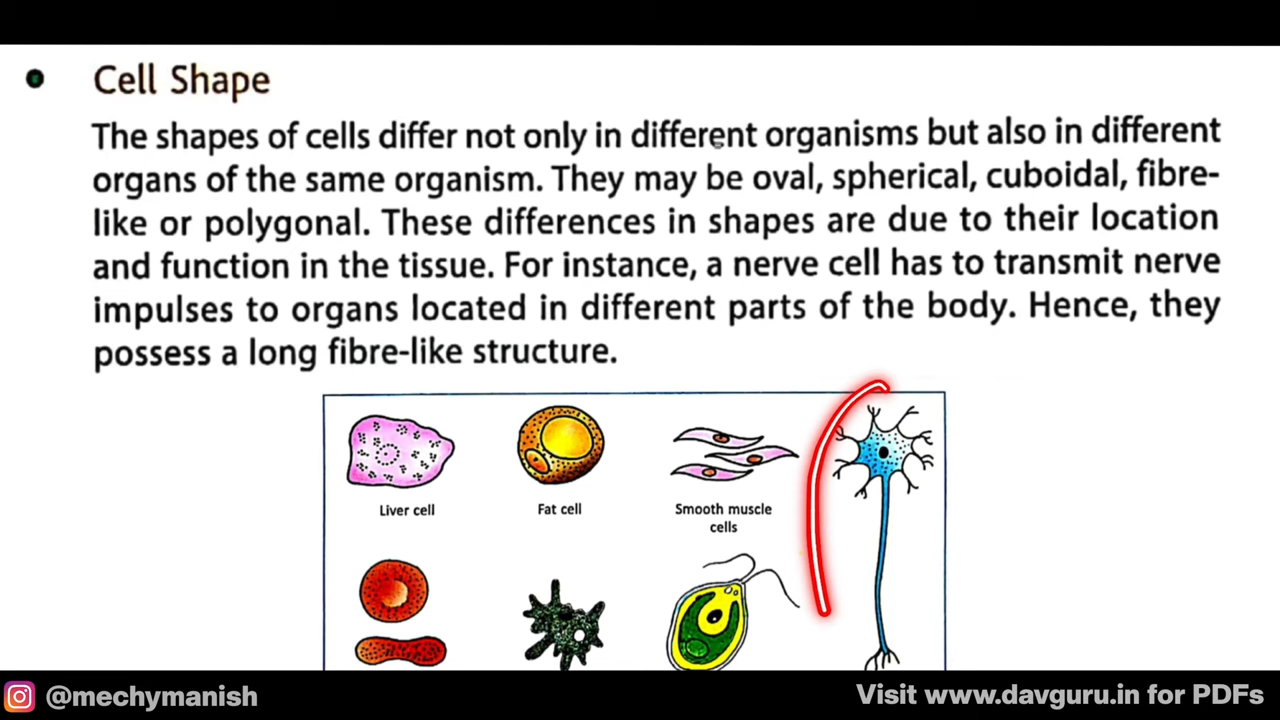 Cell Shape
The shapes of cells differ not only in different organisms but also in different
organs of the same organism. They may be oval, spherical, cuboidal, fibre-
like or polygonal. These differences in shapes are due to their location
and function in the tissue. For instance, a nerve cell has to transmit nerve
impulses to organs located in different parts of the body. Hence, they
possess a long fibre-like structure.
Liver cell
Fat cell
Smooth muscle
cells
@mechymanish
Visit www.davguru.in for PDFs